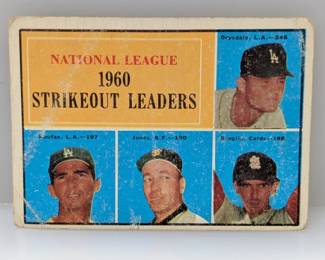 Drysdale, L.A.—246
NATIONAL LEAGUE
1960
STRIKEOUT LEADERS
Koufax, L.A.—197
Jones, S.F.—190
Broglio, Cards—188